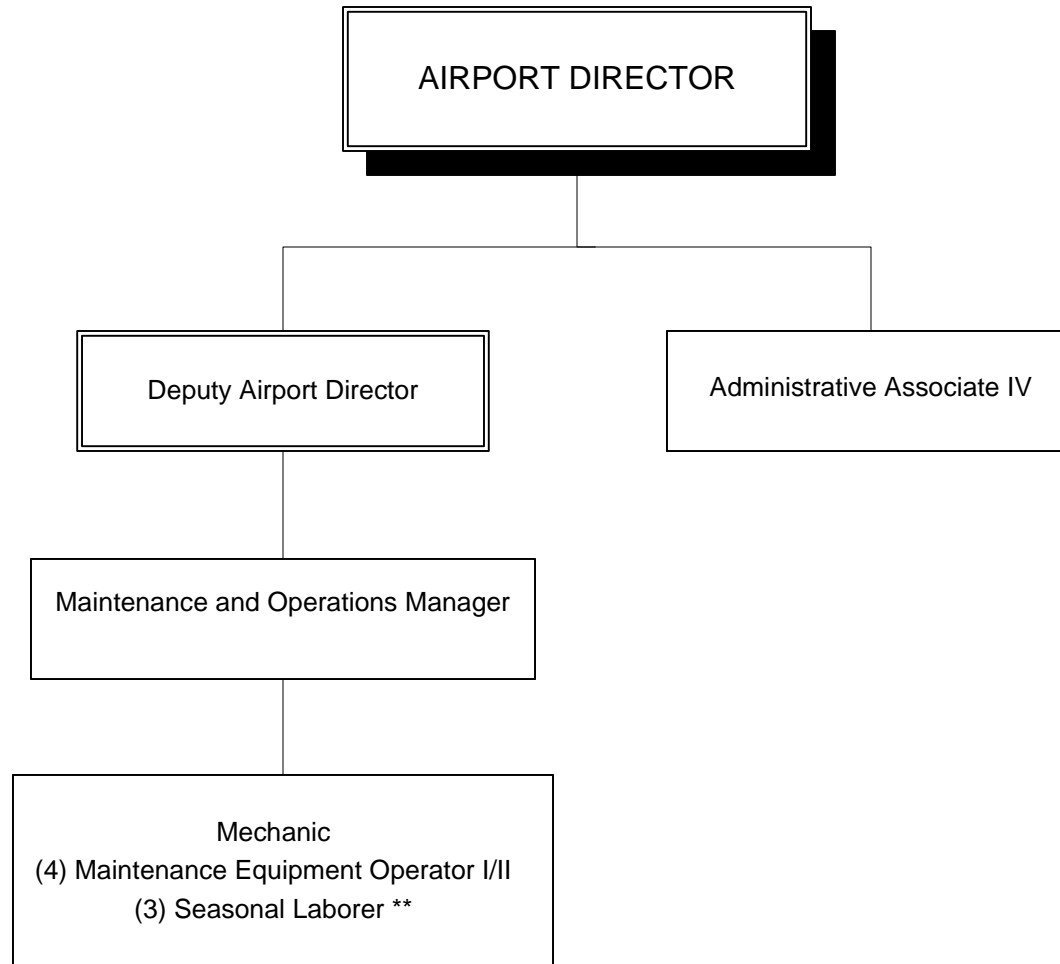 AIRPORT DIRECTOR
Deputy Airport Director
Administrative Associate IV
Maintenance and Operations Manager
Mechanic
(4) Maintenance Equipment Operator I/II
(3) Seasonal Laborer **